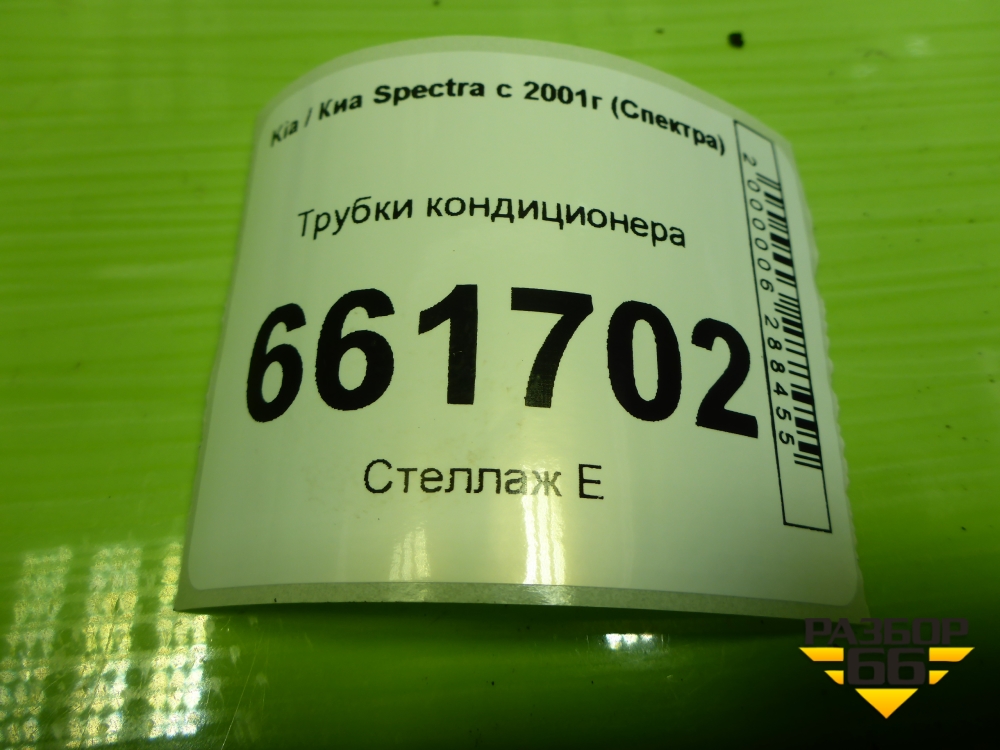 Kia / Киа Spectra с 2001г (Спектра)
Трубки кондиционера
661702
Стеллаж Е
2000006288455
РАЗБОР
66